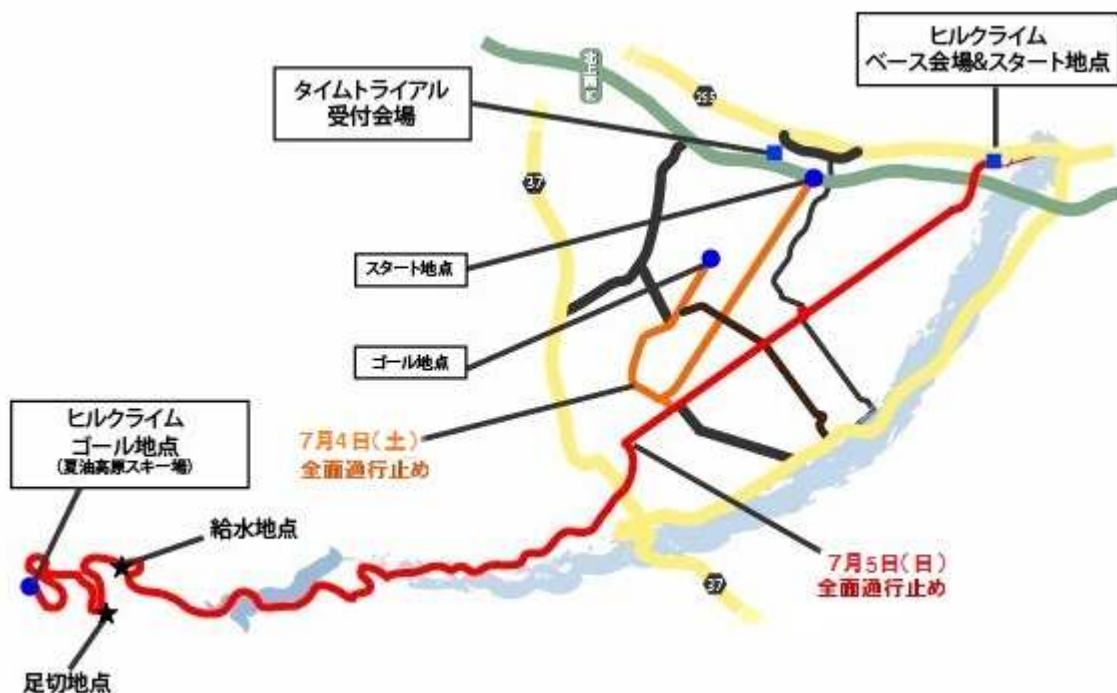 ヒルクライム
ベース会場&スタート地点
タイムトライアル
受付会場
37
スタート地点
ゴール地点
ヒルクライム
ゴール地点
(夏油高原スキー場)
7月4日(土)
全面通行止め
給水地点
7月5日(日)
全面通行止め
37
足切地点